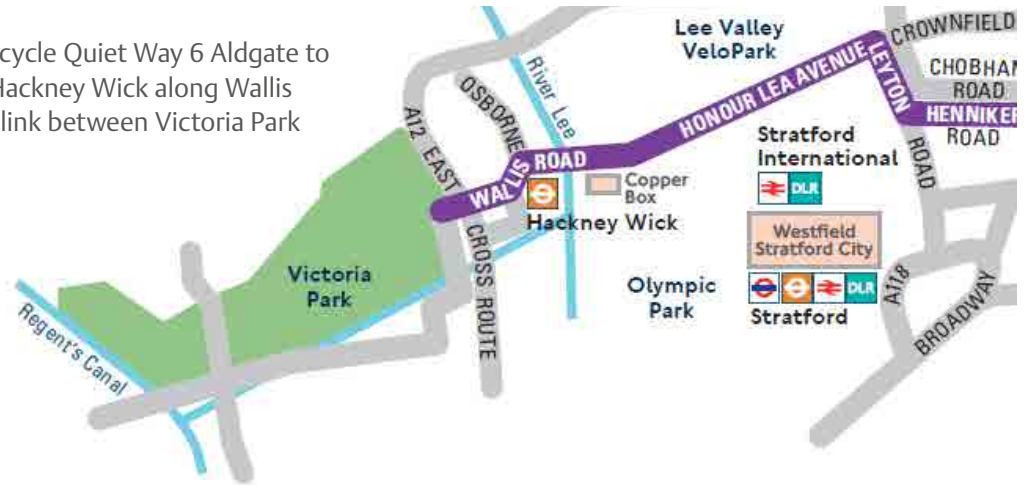 cycle Quiet Way 6 Aldgate to
Hackney Wick along Wallis
link between Victoria Park
Lee Valley
VeloPark
CROWNFIELD
CHOBHAM
ROAD
HENNIKER
ROAD
LEYTON
ROAD
HONOUR LEA AVENUE
River Lee
OSBORNE
A12 EAST
CROSS ROUTE
WALLIS ROAD
Stratford
International
DLR
Copper
Box
Hackney Wick
Westfield
Stratford City
Victoria
Park
Olympic
Park
DLR
Stratford
A118
BROADWAY
Regent's Canal